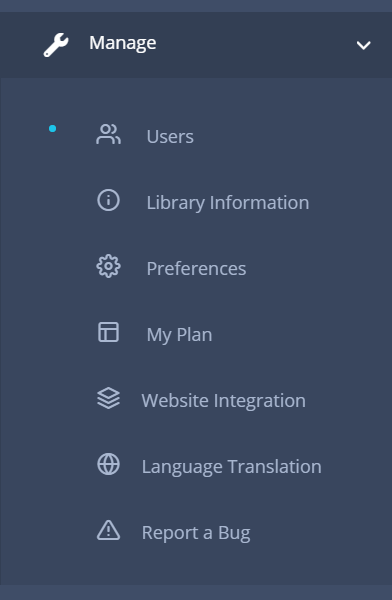 Manage
Users
Library Information
Preferences
My Plan
Website Integration
Language Translation
Report a Bug